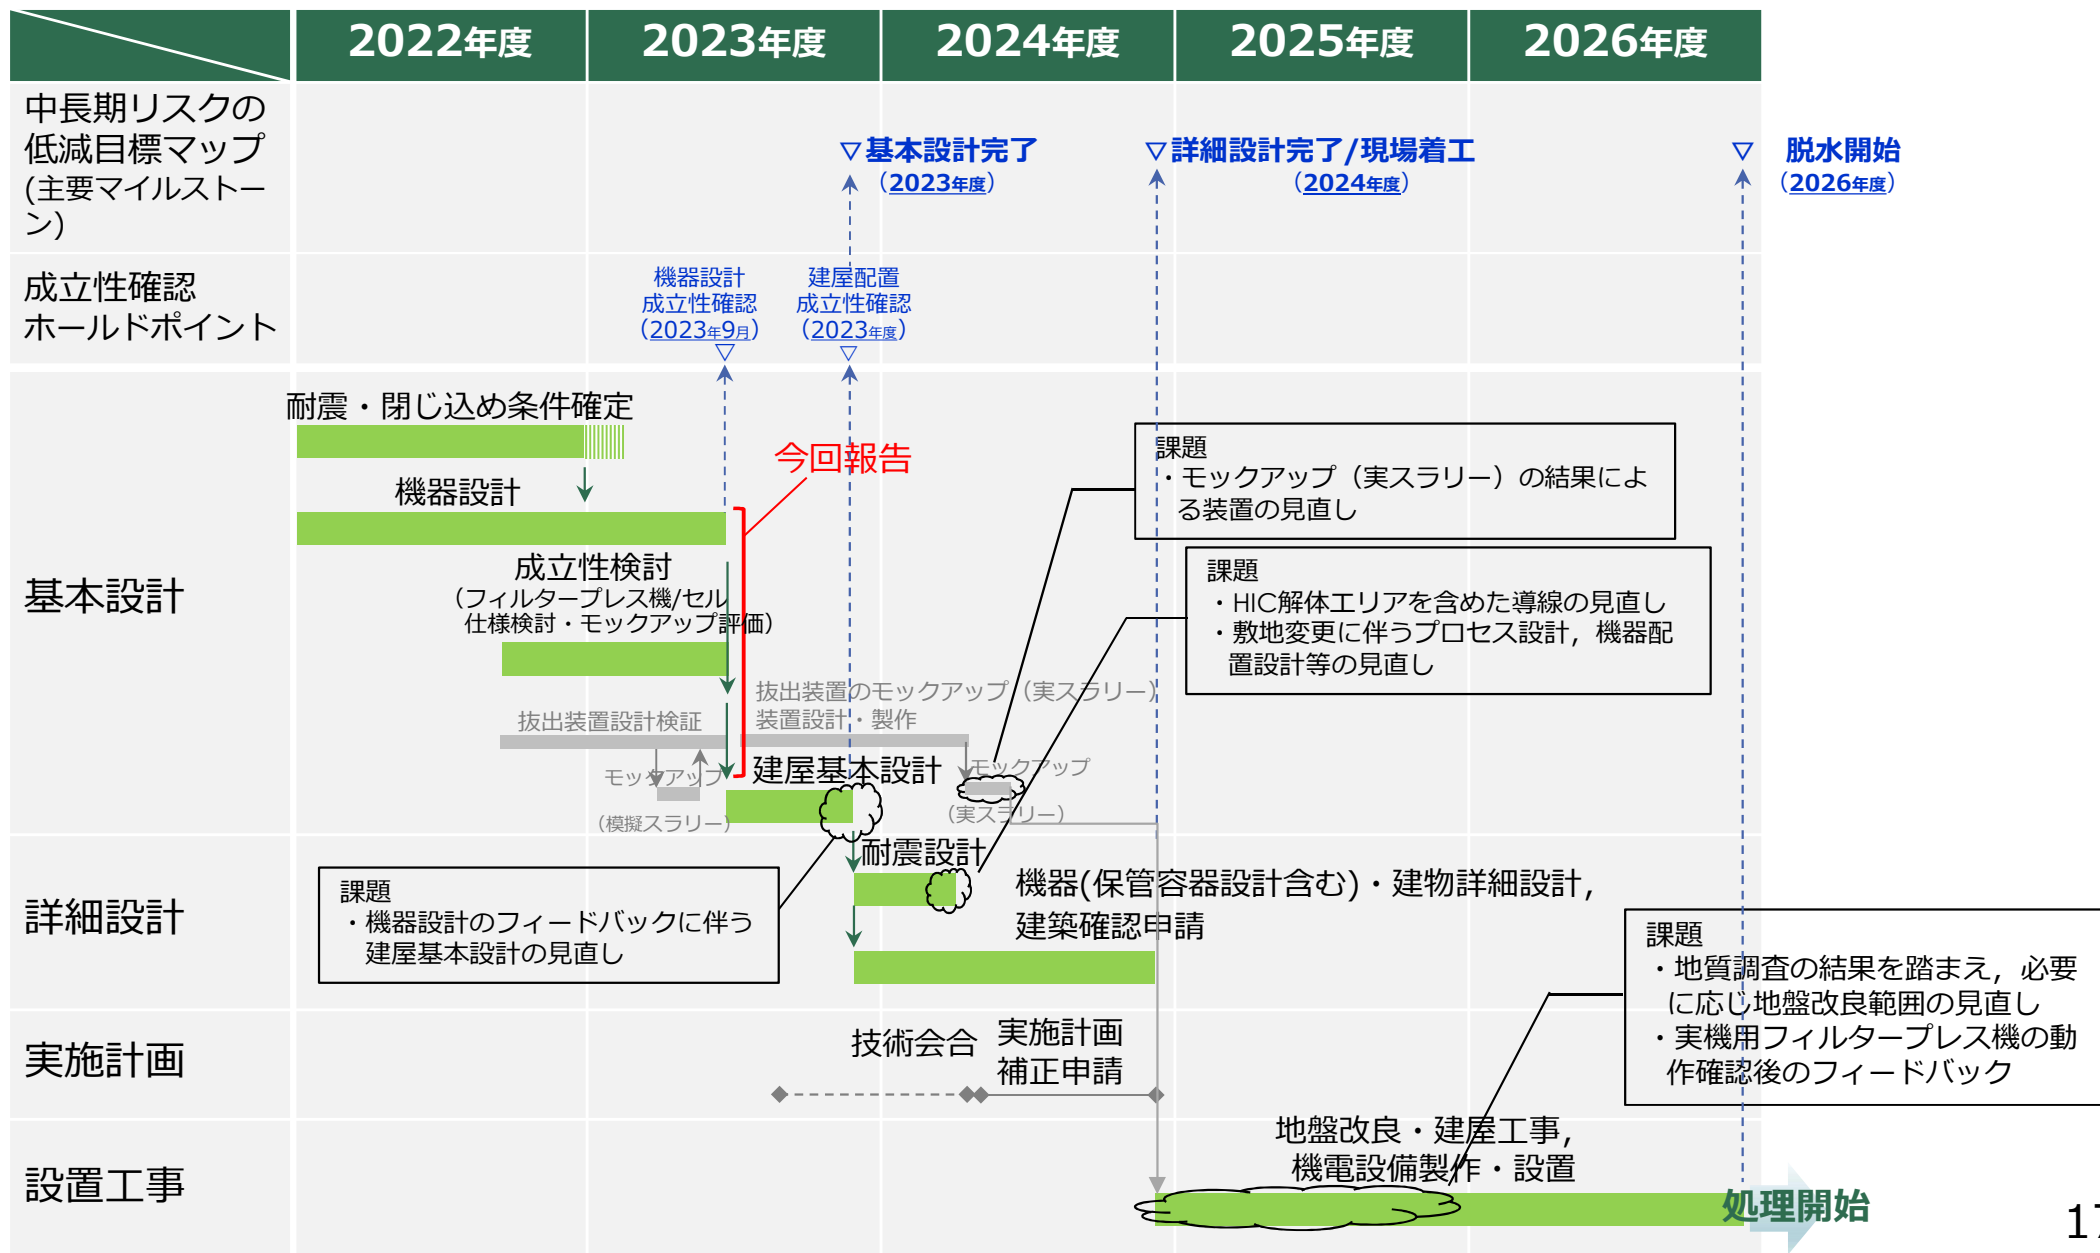 2022年度 2023年度 2024年度 2025年度 2026年度
中長期リスクの
低減目標マップ
(主要マイルストー
ン)
▽基本設計完了
（2023年度）
▽詳細設計完了/現場着工
（2024年度）
▽ 脱水開始
（2026年度）
成立性確認
ホールドポイント
機器設計
成立性確認
（2023年9月）
▽
建屋配置
成立性確認
（2023年度）
▽
基本設計
耐震・閉じ込め条件確定
機器設計
今回報告
成立性検討
（フィルタープレス機/セル
仕様検討・モックアップ評価）
抜出装置設計検証
モックアップ
（模擬スラリー）
抜出装置のモックアップ（実スラリー）
装置設計・製作
建屋基本設計
モックアップ
（実スラリー）
課題
・モックアップ（実スラリー）の結果によ
る装置の見直し
課題
・HIC解体エリアを含めた導線の見直し
・敷地変更に伴うプロセス設計，機器配
置設計等の見直し
詳細設計
課題
・機器設計のフィードバックに伴う
建屋基本設計の見直し
耐震設計
機器(保管容器設計含む)・建物詳細設計，
建築確認申請
課題
・地質調査の結果を踏まえ，必要
に応じ地盤改良範囲の見直し
・実機用フィルタープレス機の動
作確認後のフィードバック
実施計画
技術会合
実施計画
補正申請
設置工事
地盤改良・建屋工事，
機電設備製作・設置
処理開始
17